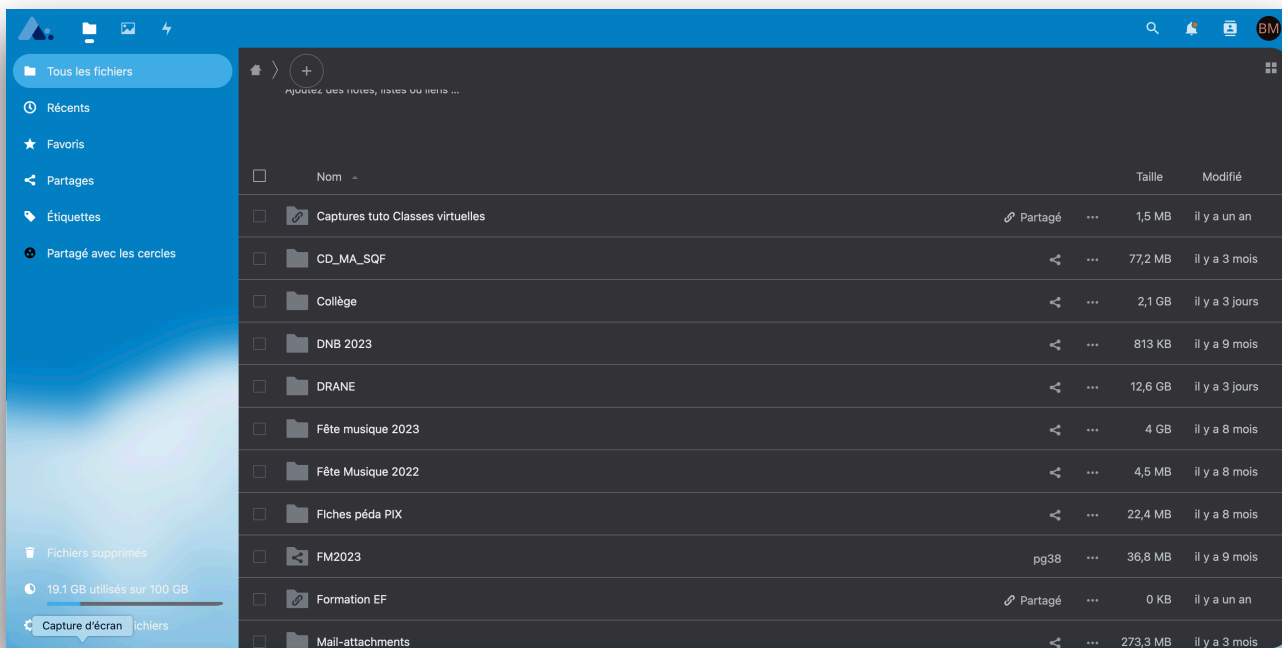 BM
Tous les fichiers
Récents
Favoris
Partages
Étiquettes
Partagé avec les cercles
Fichiers supprimés
19.1 GB utilisés sur 100 GB
Capture d'écran
ichiers
Ajoutez des notes, listes ou liens ...
Nom Taille Modifié
Captures tuto Classes virtuelles Partagé 1,5 MB il y a un an
CD_MA_SQF 77,2 MB il y a 3 mois
Collège 2,1 GB il y a 3 jours
DNB 2023 813 KB il y a 9 mois
DRANE 12,6 GB il y a 3 jours
Fête musique 2023 4 GB il y a 8 mois
Fête Musique 2022 4,5 MB il y a 8 mois
FIches péda PIX 22,4 MB il y a 8 mois
FM2023 pg38 36,8 MB il y a 9 mois
Formation EF Partagé 0 KB il y a un an
Mail-attachments 273,3 MB il y a 3 mois